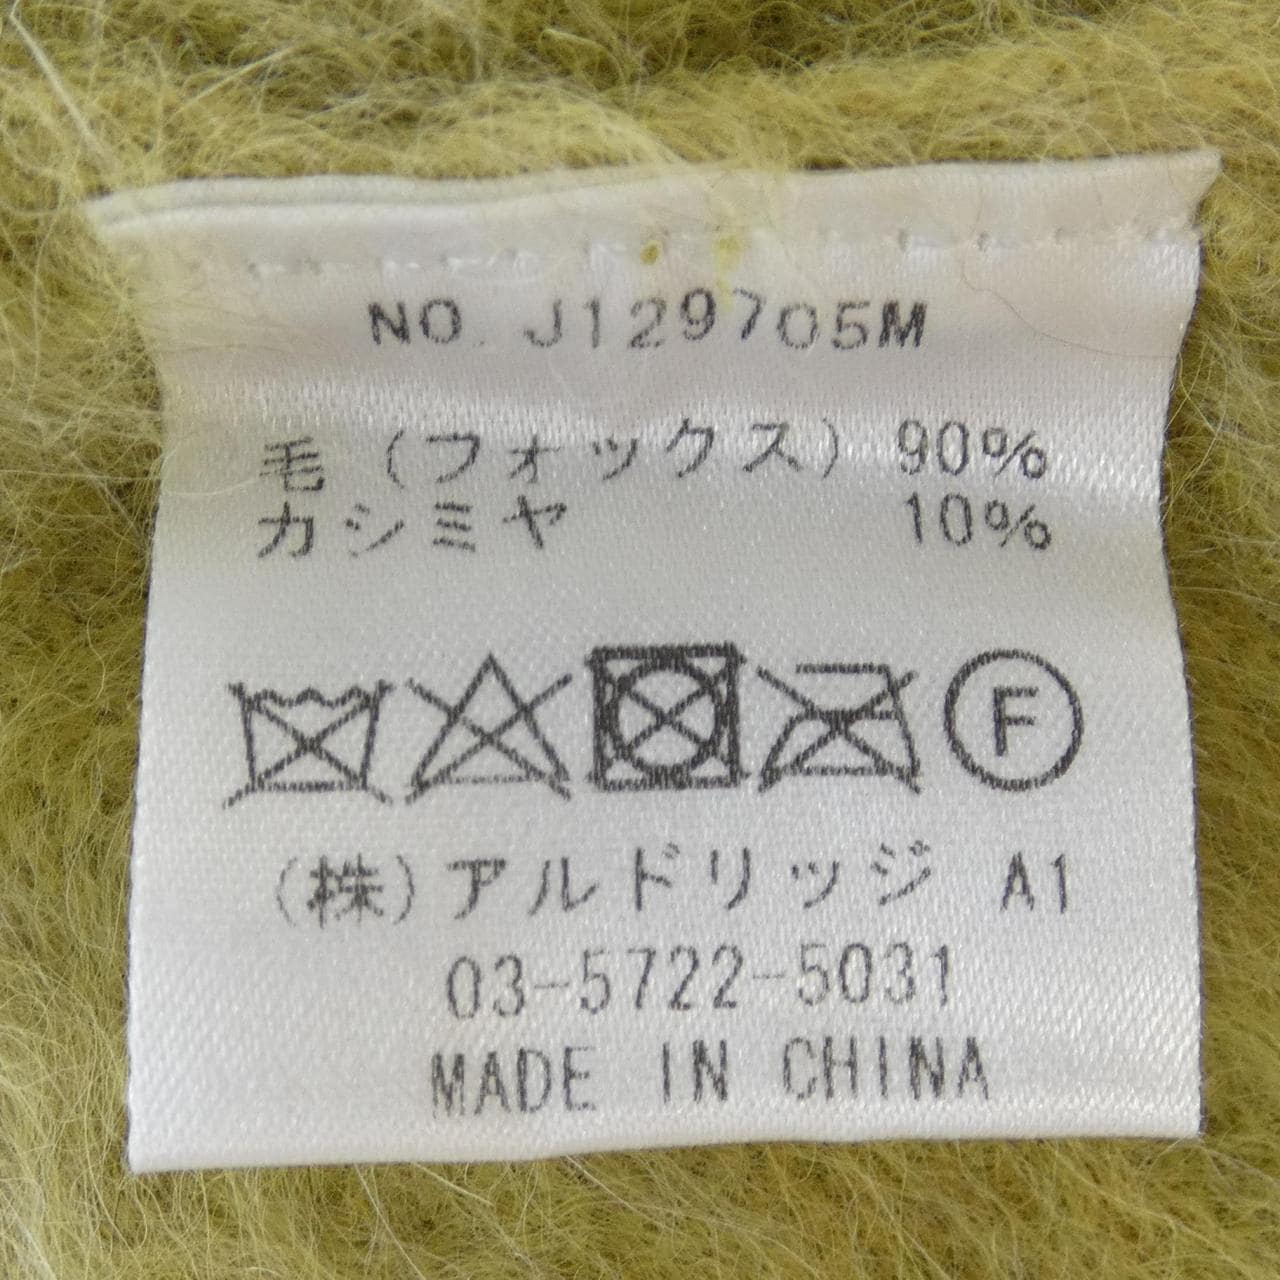 NO. J129705M
毛（フォックス） 90%
カシミヤ 10%
F
（株）アルドリッジ A1
03-5722-5031
MADE IN CHINA